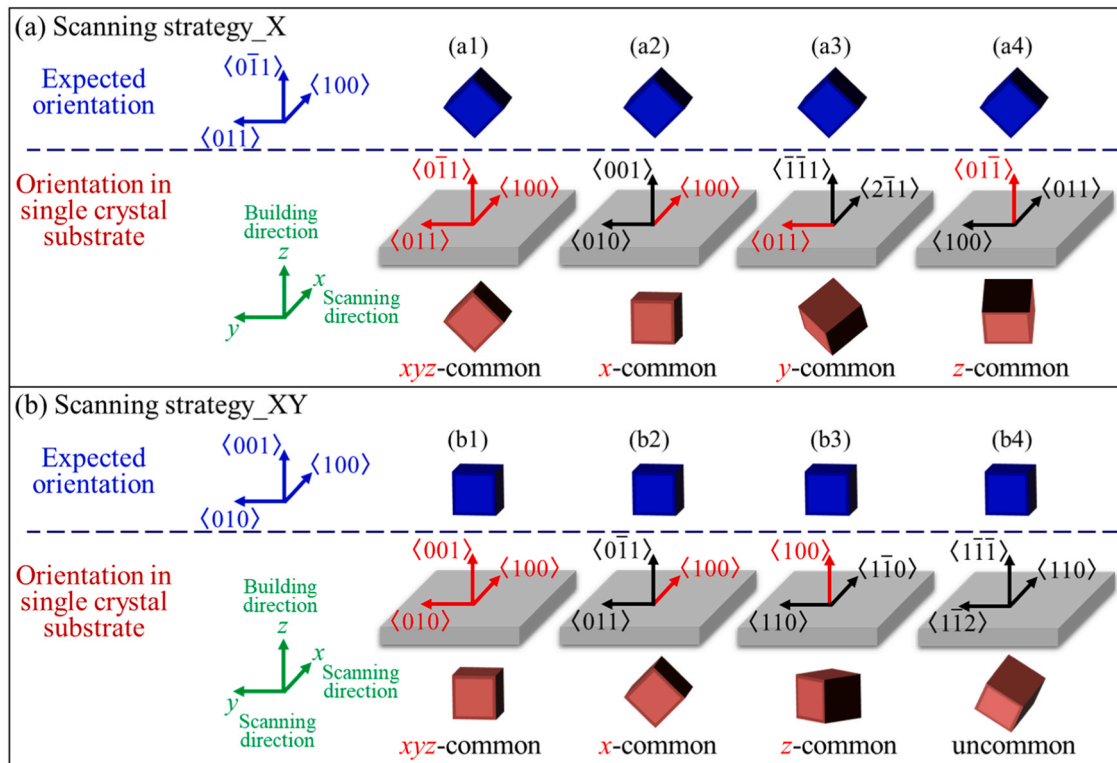 (a) Scanning strategy_X
(a1) (a2) (a3) (a4)
Expected
orientation
⟨01̅1⟩
⟨100⟩
⟨011⟩
Orientation in
single crystal
substrate
Building
direction
z
x
Scanning
direction
y
⟨01̅1⟩
⟨100⟩
⟨011⟩
xyz-common
⟨001⟩
⟨100⟩
⟨010⟩
x-common
⟨1̅1̅1⟩
⟨21̅1⟩
⟨011⟩
y-common
⟨011̅⟩
⟨011⟩
⟨100⟩
z-common
(b) Scanning strategy_XY
(b1) (b2) (b3) (b4)
Expected
orientation
⟨001⟩
⟨100⟩
⟨010⟩
Orientation in
single crystal
substrate
Building
direction
z
x
Scanning
direction
y
Scanning
direction
⟨001⟩
⟨100⟩
⟨010⟩
xyz-common
⟨01̅1⟩
⟨100⟩
⟨011⟩
x-common
⟨100⟩
⟨11̅0⟩
⟨110⟩
z-common
⟨11̅1̅⟩
⟨110⟩
⟨11̅2⟩
uncommon